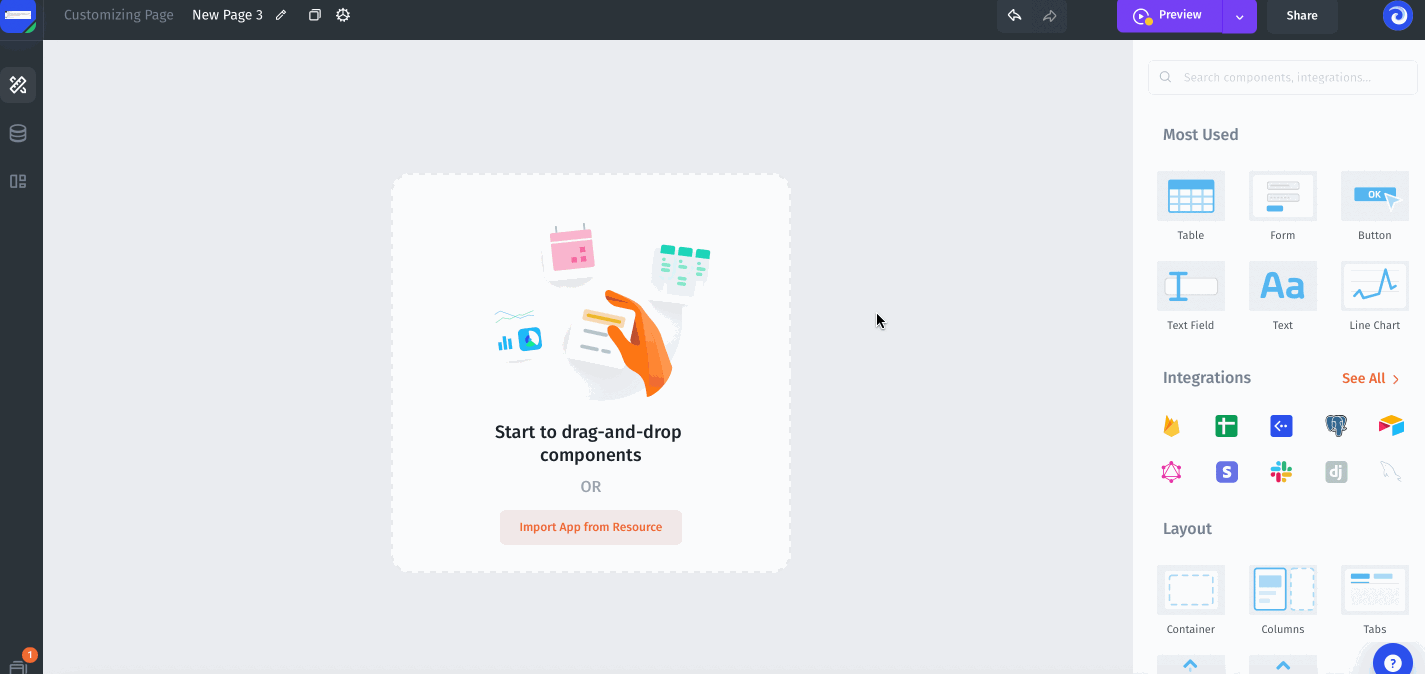 Customizing Page
New Page 3
Preview
Share
Search components, integrations...
Most Used
OK
Table
Form
Button
Aa
Text Field
Text
Line Chart
Integrations
See All
S
dj
Start to drag-and-drop
components
OR
Import App from Resource
Layout
Container
Columns
Tabs
1
?